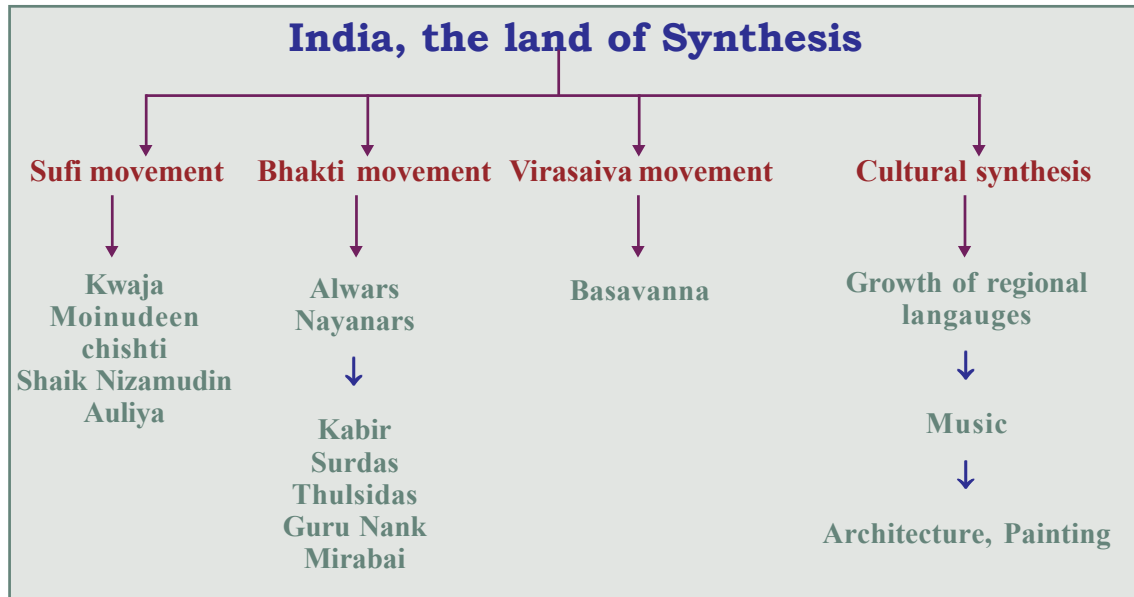 India, the land of Synthesis
Sufi movement
Bhakti movement
Virasaiva movement
Cultural synthesis
Kwaja
Moinudeen
chishti
Shaik Nizamudin
Auliya
Alwars
Nayanars
Kabir
Surdas
Thulsidas
Guru Nank
Mirabai
Basavanna
Growth of regional
langauges
Music
Architecture, Painting